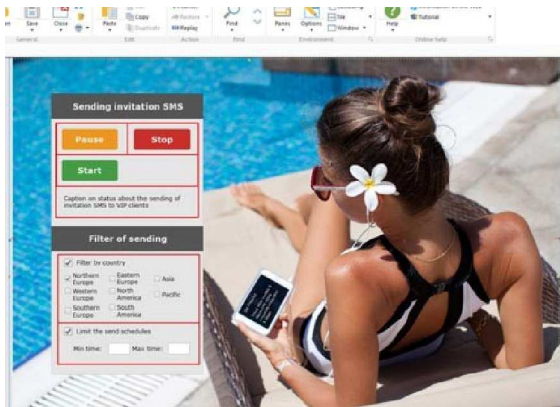 Save
Close
Paste
Copy
Duplicate
Restore
Replay
Find
Panes
Options
Tile
Window
Help
Tutorial
General
Edit
Action
Find
Environment
Online help
Sending invitation SMS
Pause
Stop
Start
Caption on status about the sending of
invitation SMS to VIP clients
Filter of sending
Filter by country
Northern Europe
Eastern Europe
Asia
Western Europe
North America
Pacific
Southern Europe
South America
Limit the send schedules
Min time:
Max time: